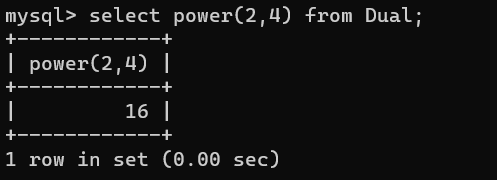 mysql> select power(2,4) from Dual;
+------------+
| power(2,4) |
+------------+
|         16 |
+------------+
1 row in set (0.00 sec)